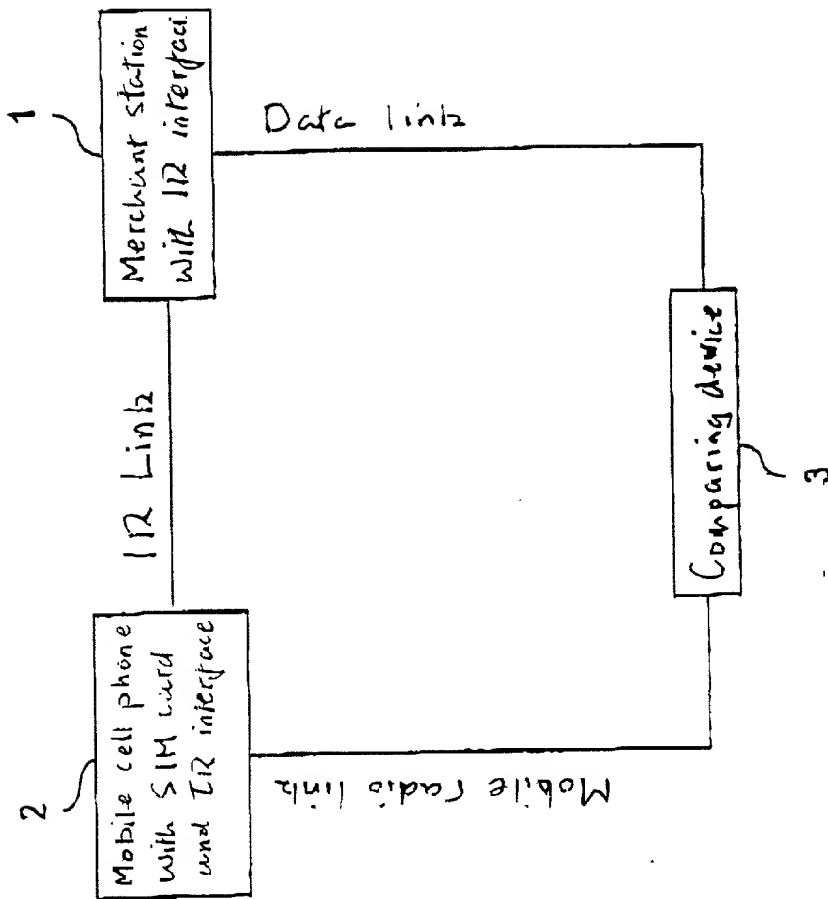 1
Merchant station
with IR interfaci
Data link
IR Link
2
Mobile cell phone
with SIM card
and IR interface
Mobile radio link
Comparing device
3